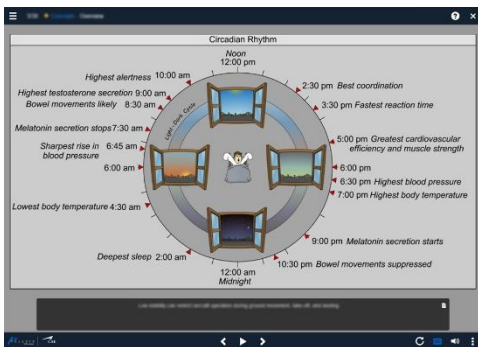 Circadian Rhythm
Noon
12:00 pm
Highest alertness 10:00 am
Highest testosterone secretion 9:00 am
Bowel movements likely 8:30 am
Melatonin secretion stops 7:30 am
Sharpest rise in
blood pressure
6:45 am
6:00 am
Lowest body temperature 4:30 am
Deepest sleep 2:00 am
12:00 am
Midnight
2:30 pm Best coordination
3:30 pm Fastest reaction time
5:00 pm Greatest cardiovascular
efficiency and muscle strength
6:00 pm
6:30 pm Highest blood pressure
7:00 pm Highest body temperature
9:00 pm Melatonin secretion starts
10:30 pm Bowel movements suppressed
Light - Dark Cycle